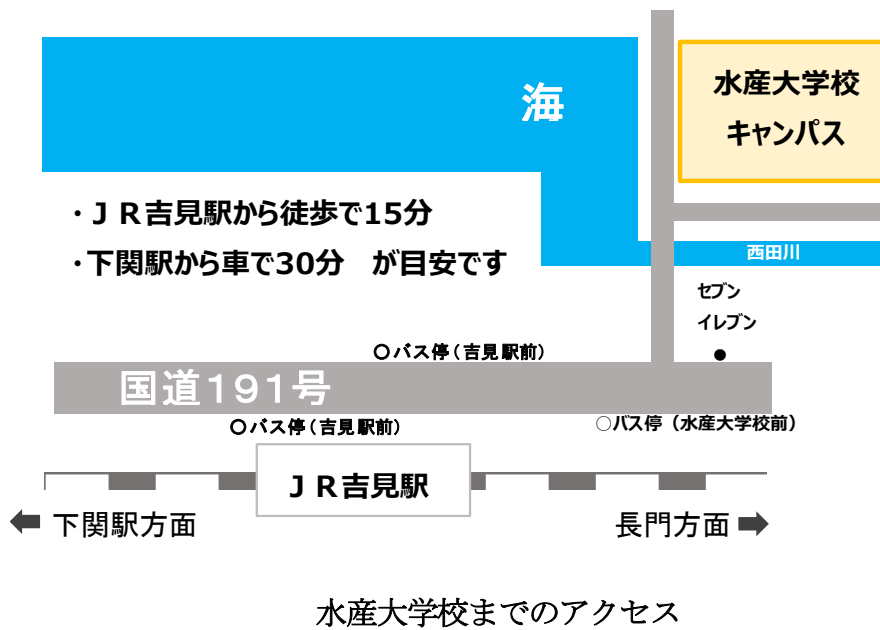 海
水産大学校
キャンパス
・JR吉見駅から徒歩で15分
・下関駅から車で30分　が目安です
西田川
セブン
イレブン
●
○バス停（吉見駅前）
国道191号
○バス停（吉見駅前）
○バス停（水産大学校前）
JR吉見駅
下関駅方面
長門方面
水産大学校までのアクセス